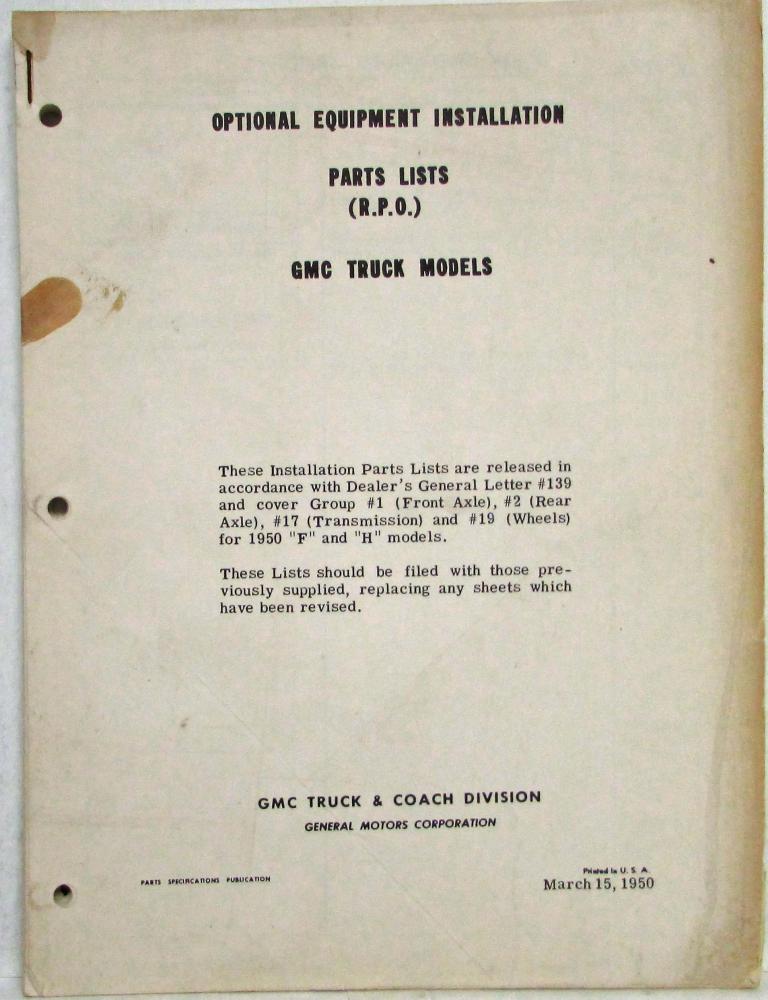 OPTIONAL EQUIPMENT INSTALLATION
PARTS LISTS
(R.P.O.)
GMC TRUCK MODELS
These Installation Parts Lists are released in
accordance with Dealer's General Letter #139
and cover Group #1 (Front Axle), #2 (Rear
Axle), #17 (Transmission) and #19 (Wheels)
for 1950 "F" and "H" models.
These Lists should be filed with those pre-
viously supplied, replacing any sheets which
have been revised.
GMC TRUCK & COACH DIVISION
GENERAL MOTORS CORPORATION
PARTS SPECIFICATIONS PUBLICATION
Printed in U. S. A.
March 15, 1950